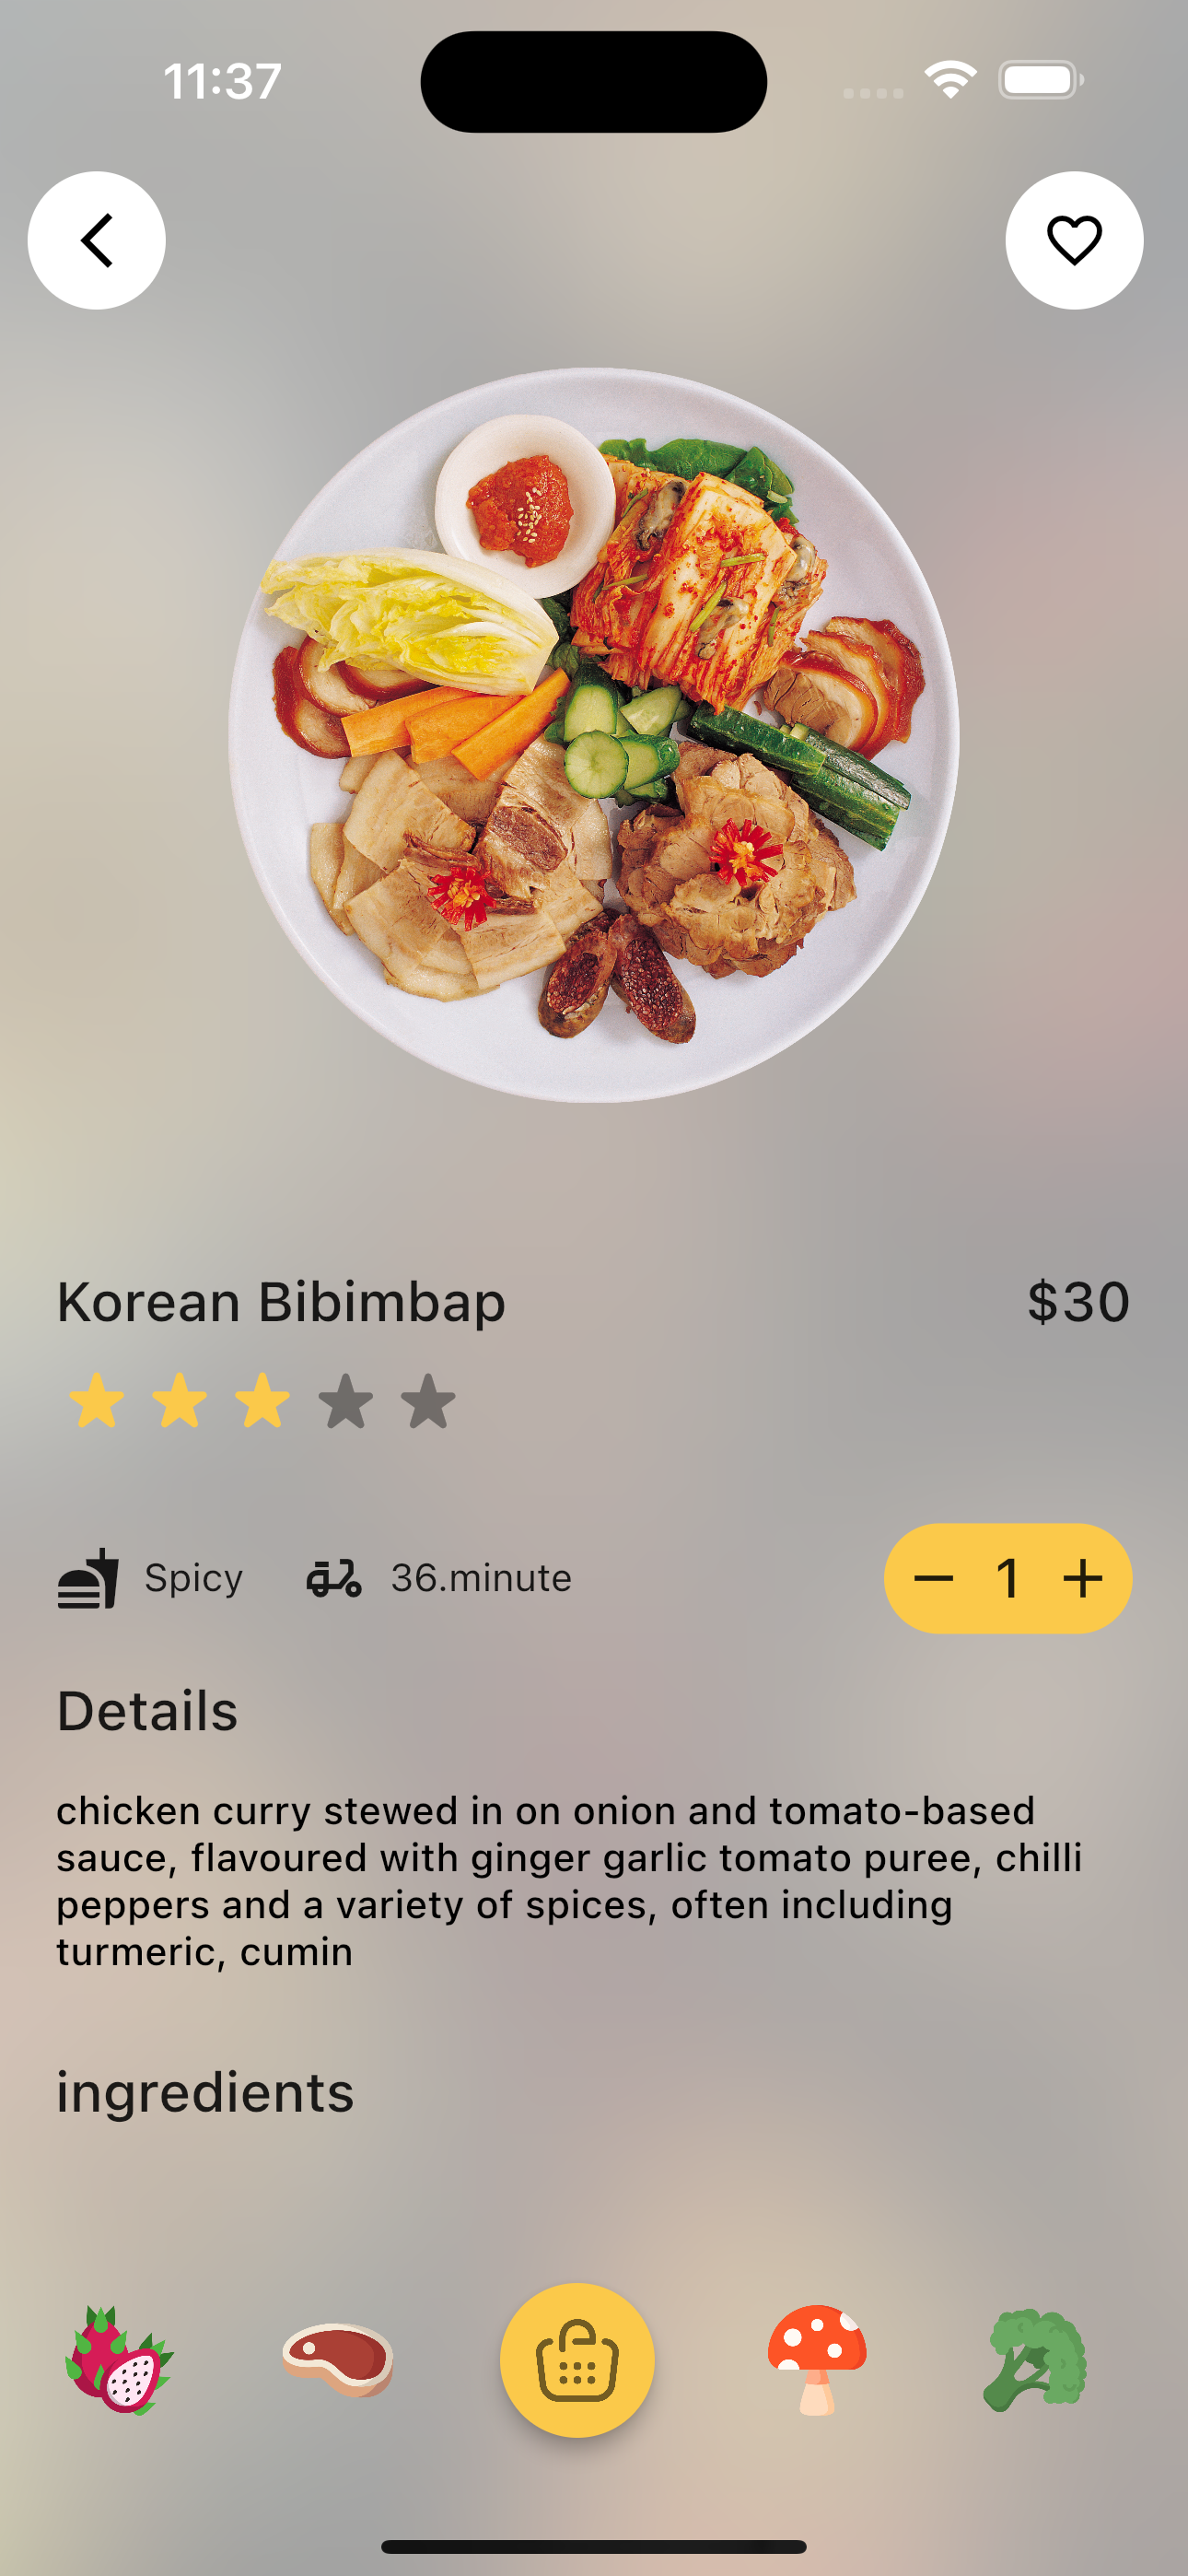 11:37
Korean Bibimbap
$30
Spicy
36.minute
1
Details
chicken curry stewed in on onion and tomato-based
sauce, flavoured with ginger garlic tomato puree, chilli
peppers and a variety of spices, often including
turmeric, cumin
ingredients